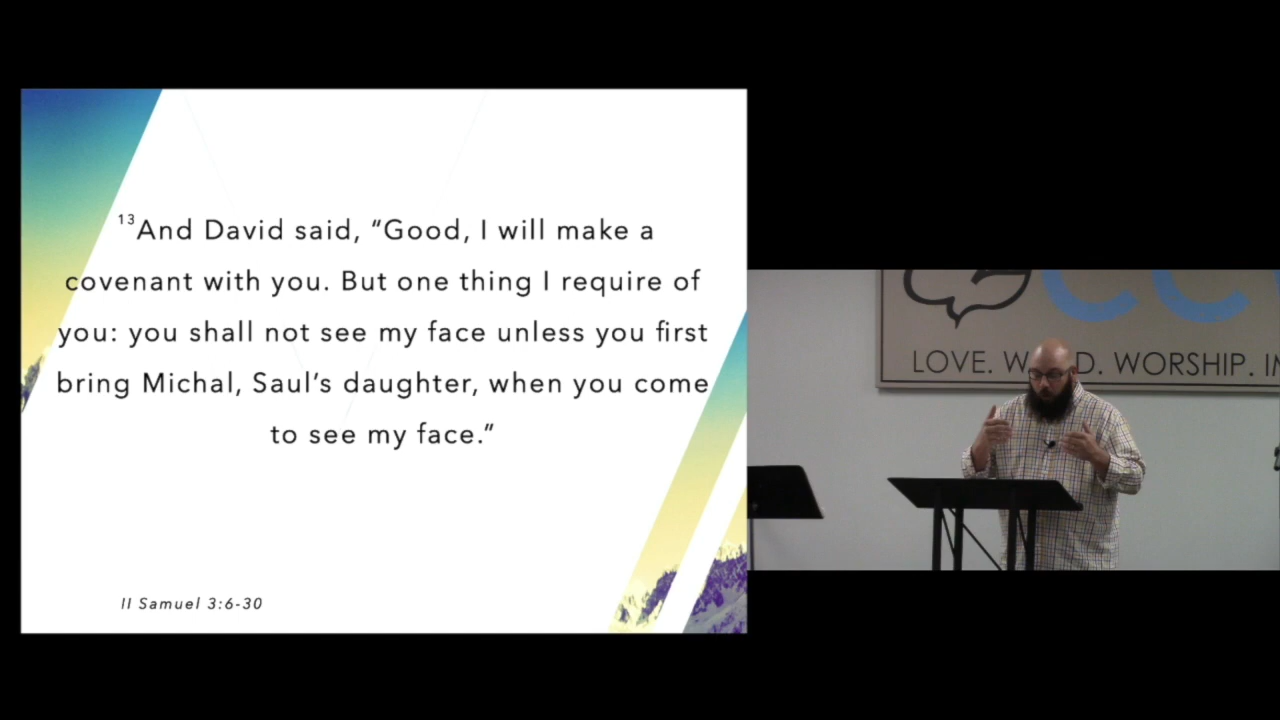 13And David said, “Good, I will make a
covenant with you. But one thing I require of
you: you shall not see my face unless you first
bring Michal, Saul’s daughter, when you come
to see my face.”
II Samuel 3:6-30
LOVE. WORSHIP.